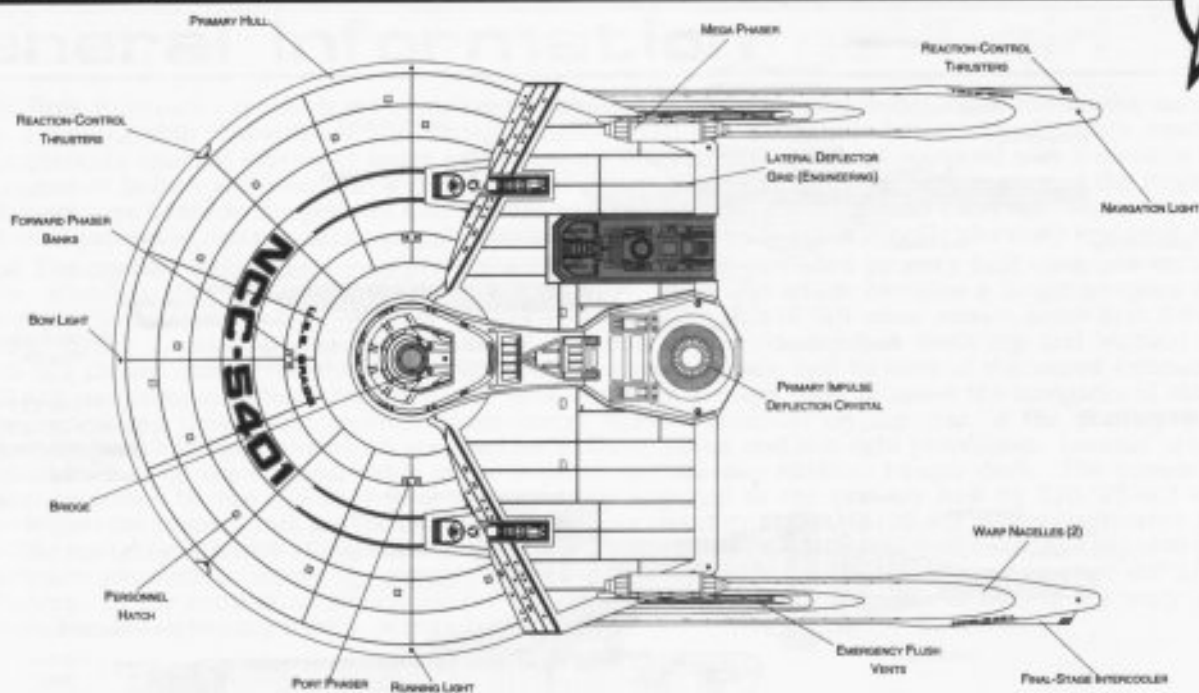 PRIMARY HULL
MEGA PHASER
REACTION-CONTROL
THRUSTERS
REACTION-CONTROL
THRUSTERS
LATERAL DEFLECTOR
GRID (ENGINEERING)
NAVIGATION LIGHT
FORWARD PHASER
BANKS
NCC-5401
U.S.S.
BOW LIGHT
PRIMARY IMPULSE
DEFLECTION CRYSTAL
BRIDGE
WARP NACELLES (2)
PERSONNEL
HATCH
EMERGENCY FLUSH
VENTS
PORT PHASER
RUNNING LIGHT
FINAL-STAGE INTERCOOLER